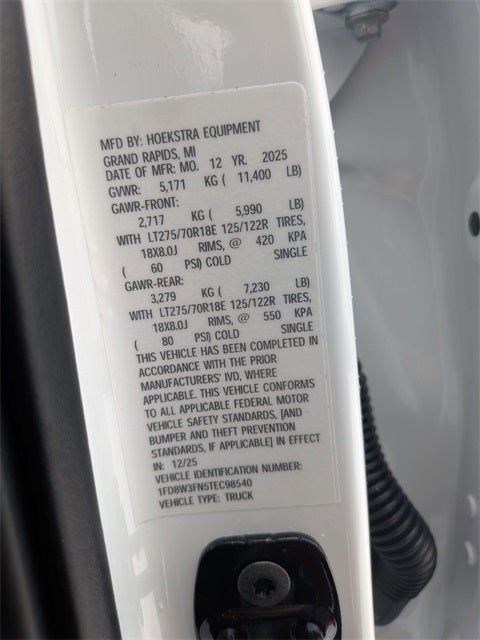 MFD BY: HOEKSTRA EQUIPMENT
GRAND RAPIDS, MI
DATE OF MFR: MO. 12 YR. 2025
GVWR: 5,171 KG ( 11,400 LB)
GAWR-FRONT:
2,717 KG ( 5,990 LB)
WITH LT275/70R18E 125/122R TIRES,
18X8.0J RIMS, @ 420 KPA
( 60 PSI) COLD SINGLE
GAWR-REAR:
3,279 KG ( 7,230 LB)
WITH LT275/70R18E 125/122R TIRES,
18X8.0J RIMS, @ 550 KPA
( 80 PSI) COLD SINGLE
THIS VEHICLE HAS BEEN COMPLETED IN
ACCORDANCE WITH THE PRIOR
MANUFACTURERS' IVD, WHERE
APPLICABLE. THIS VEHICLE CONFORMS
TO ALL APPLICABLE FEDERAL MOTOR
VEHICLE SAFETY STANDARDS, [AND
BUMPER AND THEFT PREVENTION
STANDARDS, IF APPLICABLE] IN EFFECT
IN: 12/25
VEHICLE IDENTIFICATION NUMBER:
1FD8W3FN5TEC98540
VEHICLE TYPE: TRUCK